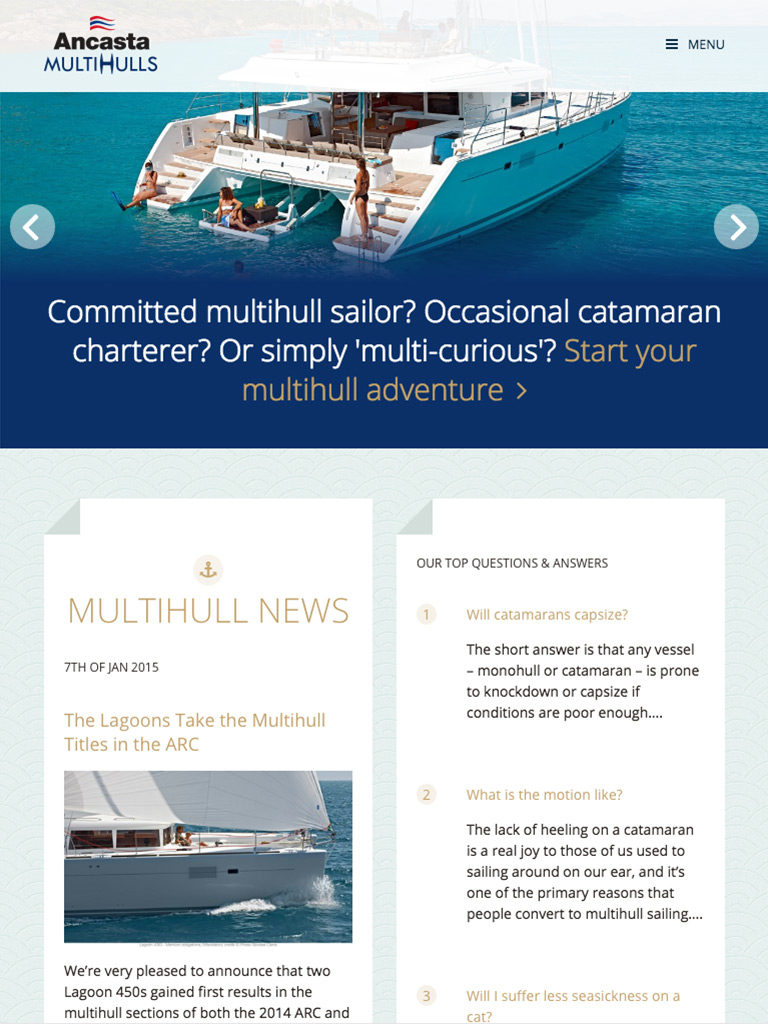 Ancasta
MULTIHULLS
MENU
Committed multihull sailor? Occasional catamaran
charterer? Or simply 'multi-curious'? Start your
multihull adventure >
MULTIHULL NEWS
7TH OF JAN 2015
The Lagoons Take the Multihull
Titles in the ARC
We’re very pleased to announce that two
Lagoon 450s gained first results in the
multihull sections of both the 2014 ARC and
OUR TOP QUESTIONS & ANSWERS
1 Will catamarans capsize?
The short answer is that any vessel
– monohull or catamaran – is prone
to knockdown or capsize if
conditions are poor enough....
2 What is the motion like?
The lack of heeling on a catamaran
is a real joy to those of us used to
sailing around on our ear, and it’s
one of the primary reasons that
people convert to multihull sailing....
3 Will I suffer less seasickness on a
cat?